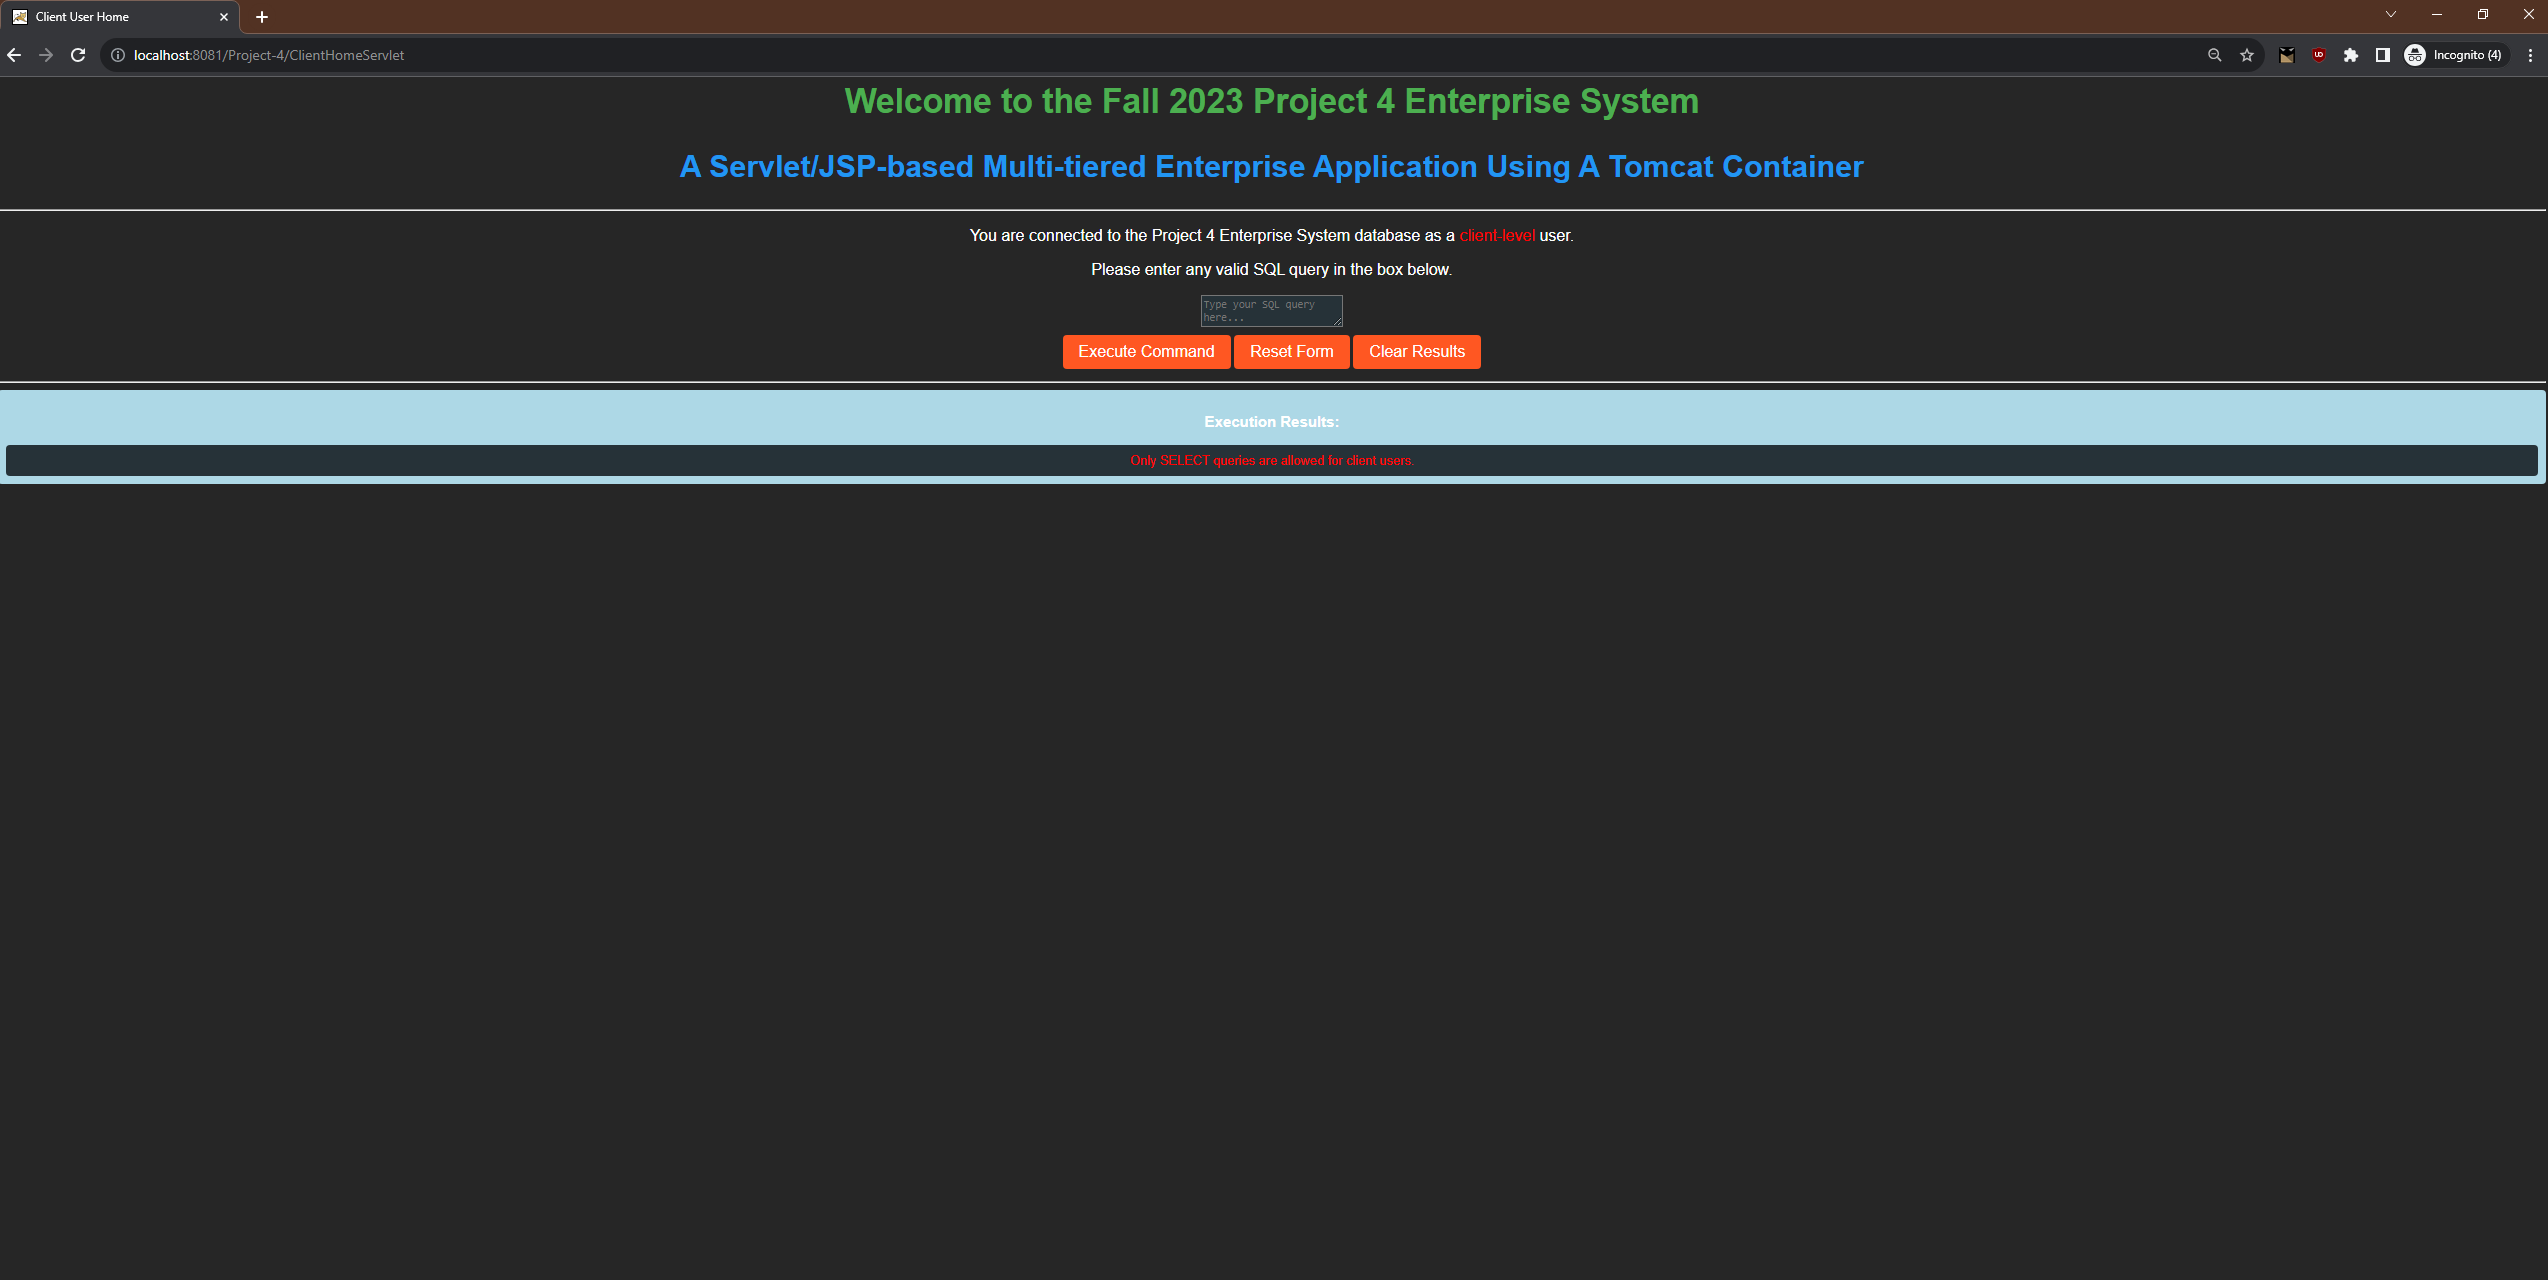 Client User Home
localhost:8081/Project-4/ClientHomeServlet
Incognito (4)
Welcome to the Fall 2023 Project 4 Enterprise System
A Servlet/JSP-based Multi-tiered Enterprise Application Using A Tomcat Container
You are connected to the Project 4 Enterprise System database as a client-level user.
Please enter any valid SQL query in the box below.
Type your SQL query
here...
Execute Command Reset Form Clear Results
Execution Results:
Only SELECT queries are allowed for client users.